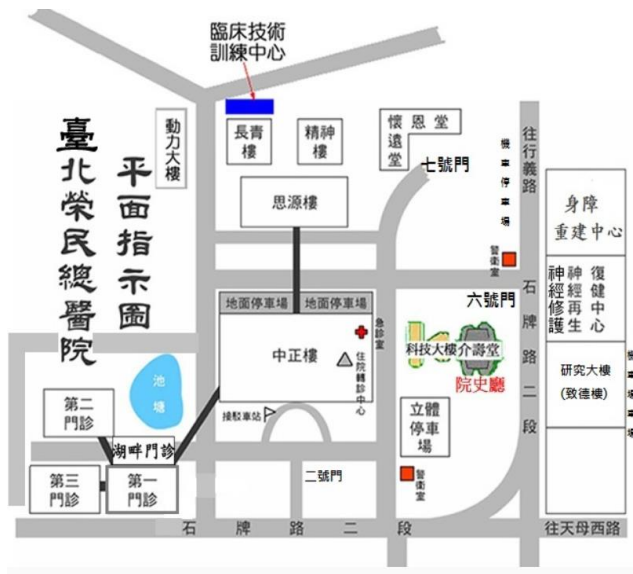 臨床技術
訓練中心
臺北榮民總醫院
平面指示圖
動力大樓
長青
樓
精神
樓
懷恩堂
遠
堂
七號門
機車停車場
往行義路
思源樓
身障
重建中心
警衛室
神經修護
神經再生
復健中心
六號門
石牌路二段
地面停車場
地面停車場
急診室
中正樓
住院轉診中心
科技大樓
介壽堂
院史廳
研究大樓
(致德樓)
機車場
車場
池塘
第二
門診
湖畔門診
接駁車站
立體
停車
場
警衛室
二號門
第三
門診
第一
門診
石牌路二段
往天母西路